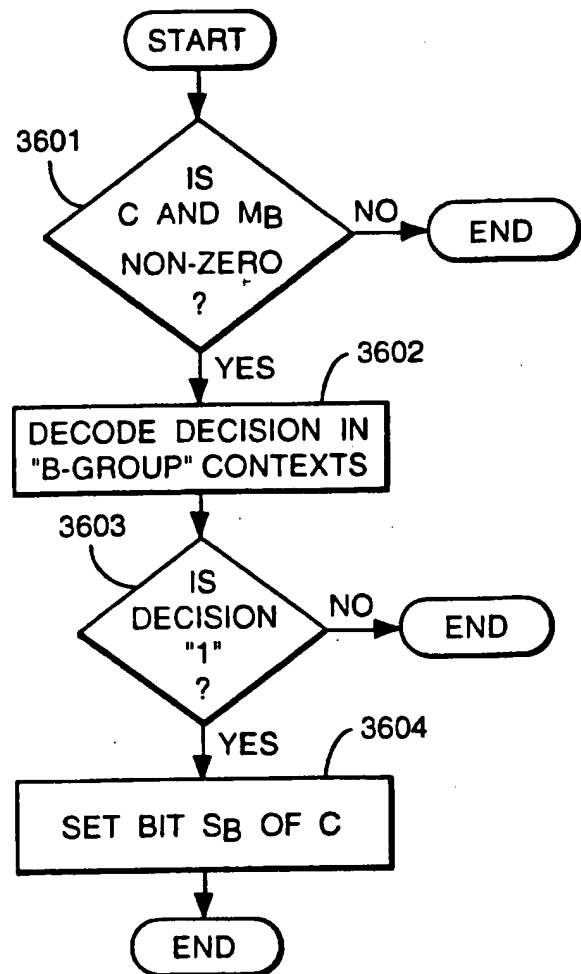 START
3601
IS
C AND MB
NO
END
NON-ZERO
?
YES
3602
DECODE DECISION IN
"B-GROUP" CONTEXTS
3603
IS
DECISION
NO
END
"1"
?
YES
3604
SET BIT SB OF C
END